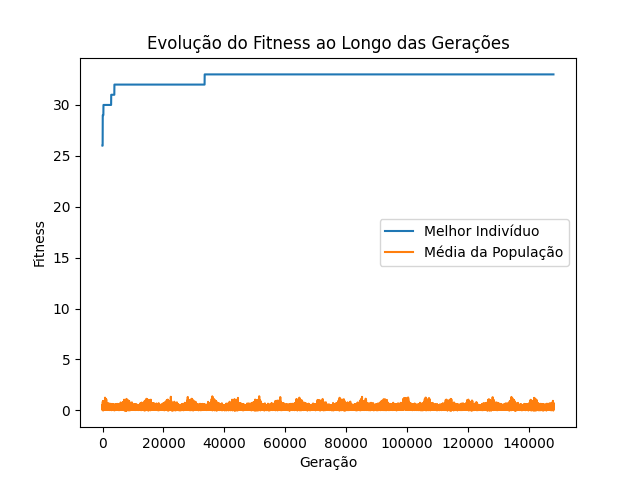 Evolução do Fitness ao Longo das Gerações
Fitness
30
25
20
15
10
5
0
Melhor Indivíduo
Média da População
0 20000 40000 60000 80000 100000 120000 140000
Geração